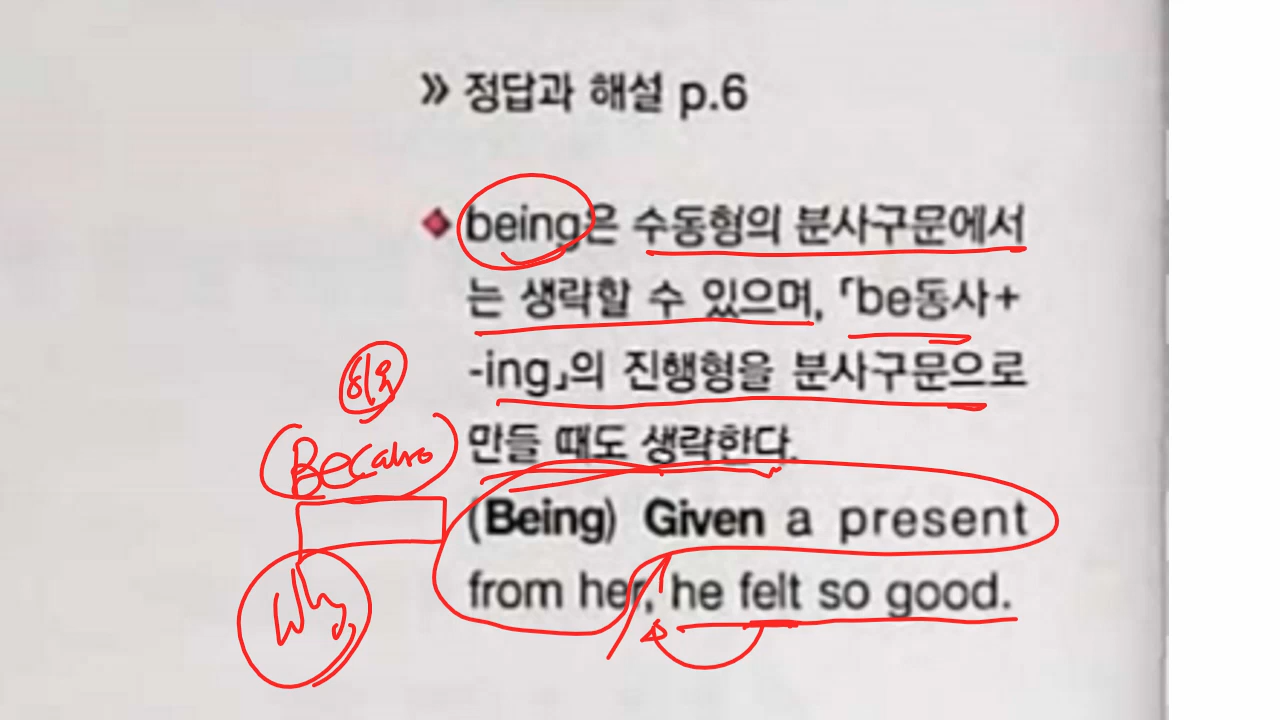 » 정답과 해설 p.6
being은 수동형의 분사구문에서
는 생략할 수 있으며, 「be동사+
-ing」의 진행형을 분사구문으로
만들 때도 생략한다.
(Being) Given a present
from her, he felt so good.